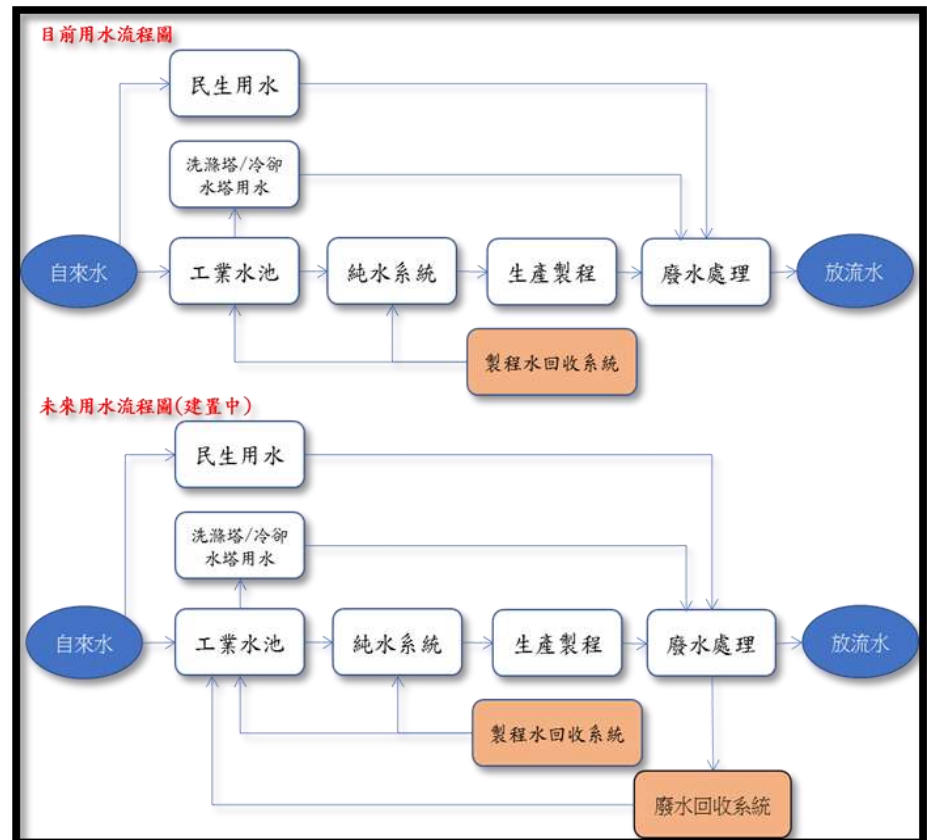 目前用水流程圖
民生用水
洗滌塔/冷卻
水塔用水
自來水
工業水池
純水系統
生產製程
廢水處理
放流水
製程水回收系統
未來用水流程圖(建置中)
民生用水
洗滌塔/冷卻
水塔用水
自來水
工業水池
純水系統
生產製程
廢水處理
放流水
製程水回收系統
廢水回收系統